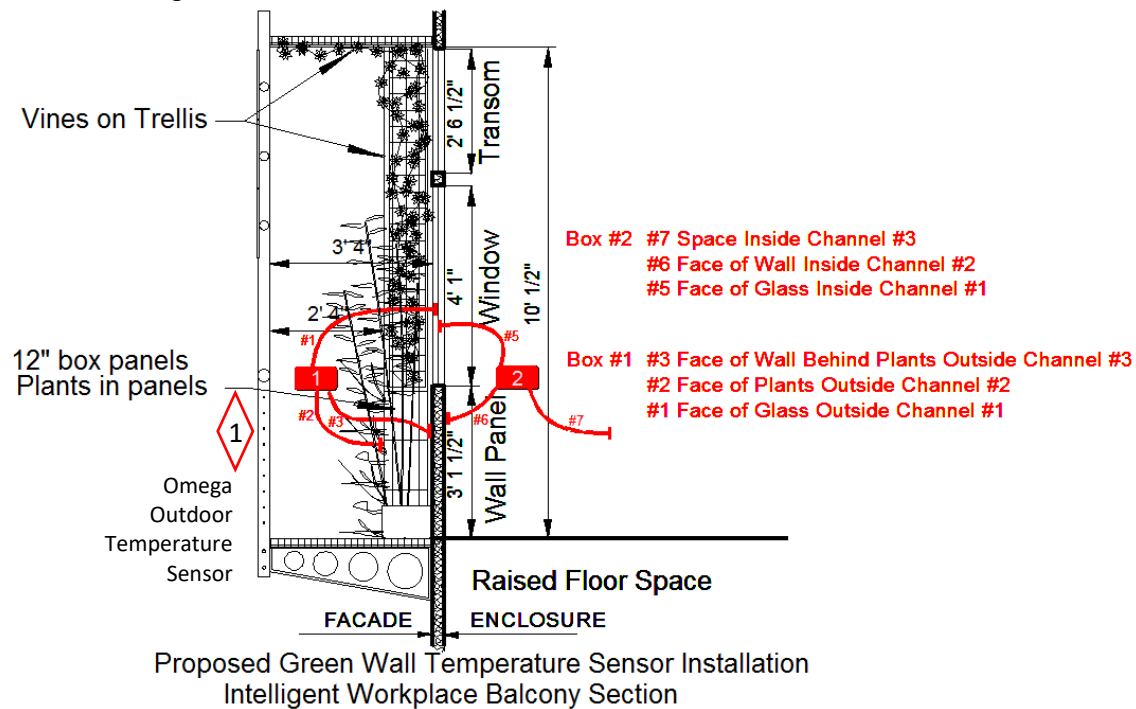 Vines on Trellis
2' 6 1/2"
Transom
3' 4"
4' 1"
Window
10' 1/2"
2' 4"
Box #2 #7 Space Inside Channel #3
#6 Face of Wall Inside Channel #2
#5 Face of Glass Inside Channel #1
#1
#5
12" box panels
Plants in panels
1
2
Box #1 #3 Face of Wall Behind Plants Outside Channel #3
#2 Face of Plants Outside Channel #2
#1 Face of Glass Outside Channel #1
1
#2
#3
#6
#7
3' 1 1/2"
Wall Panel
Omega
Outdoor
Temperature
Sensor
Raised Floor Space
FACADE
ENCLOSURE
Proposed Green Wall Temperature Sensor Installation
Intelligent Workplace Balcony Section